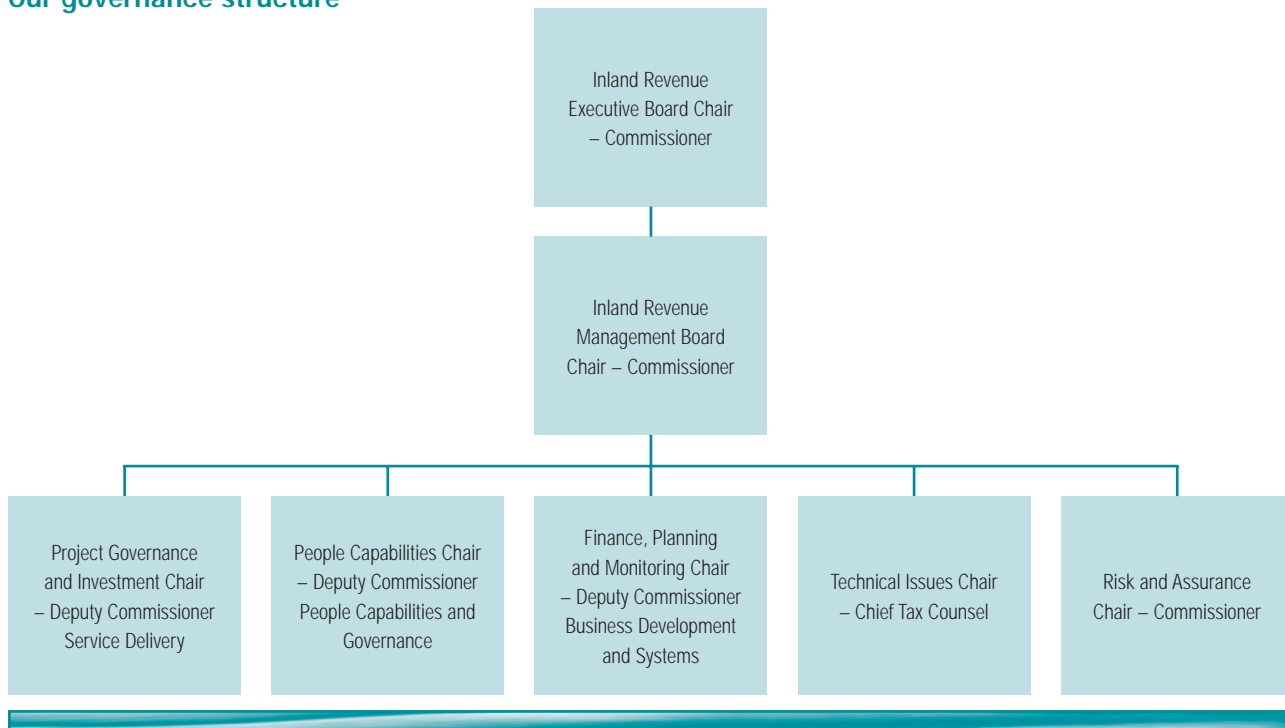 Our governance structure
Inland Revenue
Executive Board Chair
– Commissioner
Inland Revenue
Management Board
Chair – Commissioner
Project Governance
and Investment Chair
– Deputy Commissioner
Service Delivery
People Capabilities Chair
– Deputy Commissioner
People Capabilities and
Governance
Finance, Planning
and Monitoring Chair
– Deputy Commissioner
Business Development
and Systems
Technical Issues Chair
– Chief Tax Counsel
Risk and Assurance
Chair – Commissioner